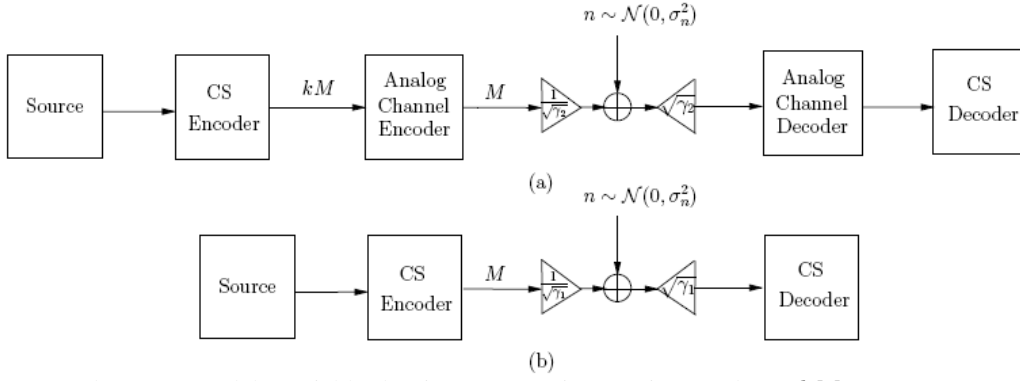 n ∼ 𝒩(0, σ_n^2)
Source
CS
Encoder
kM
Analog
Channel
Encoder
M
1/√γ2
√γ2
Analog
Channel
Decoder
CS
Decoder
(a)
n ∼ 𝒩(0, σ_n^2)
Source
CS
Encoder
M
1/√γ1
√γ1
CS
Decoder
(b)